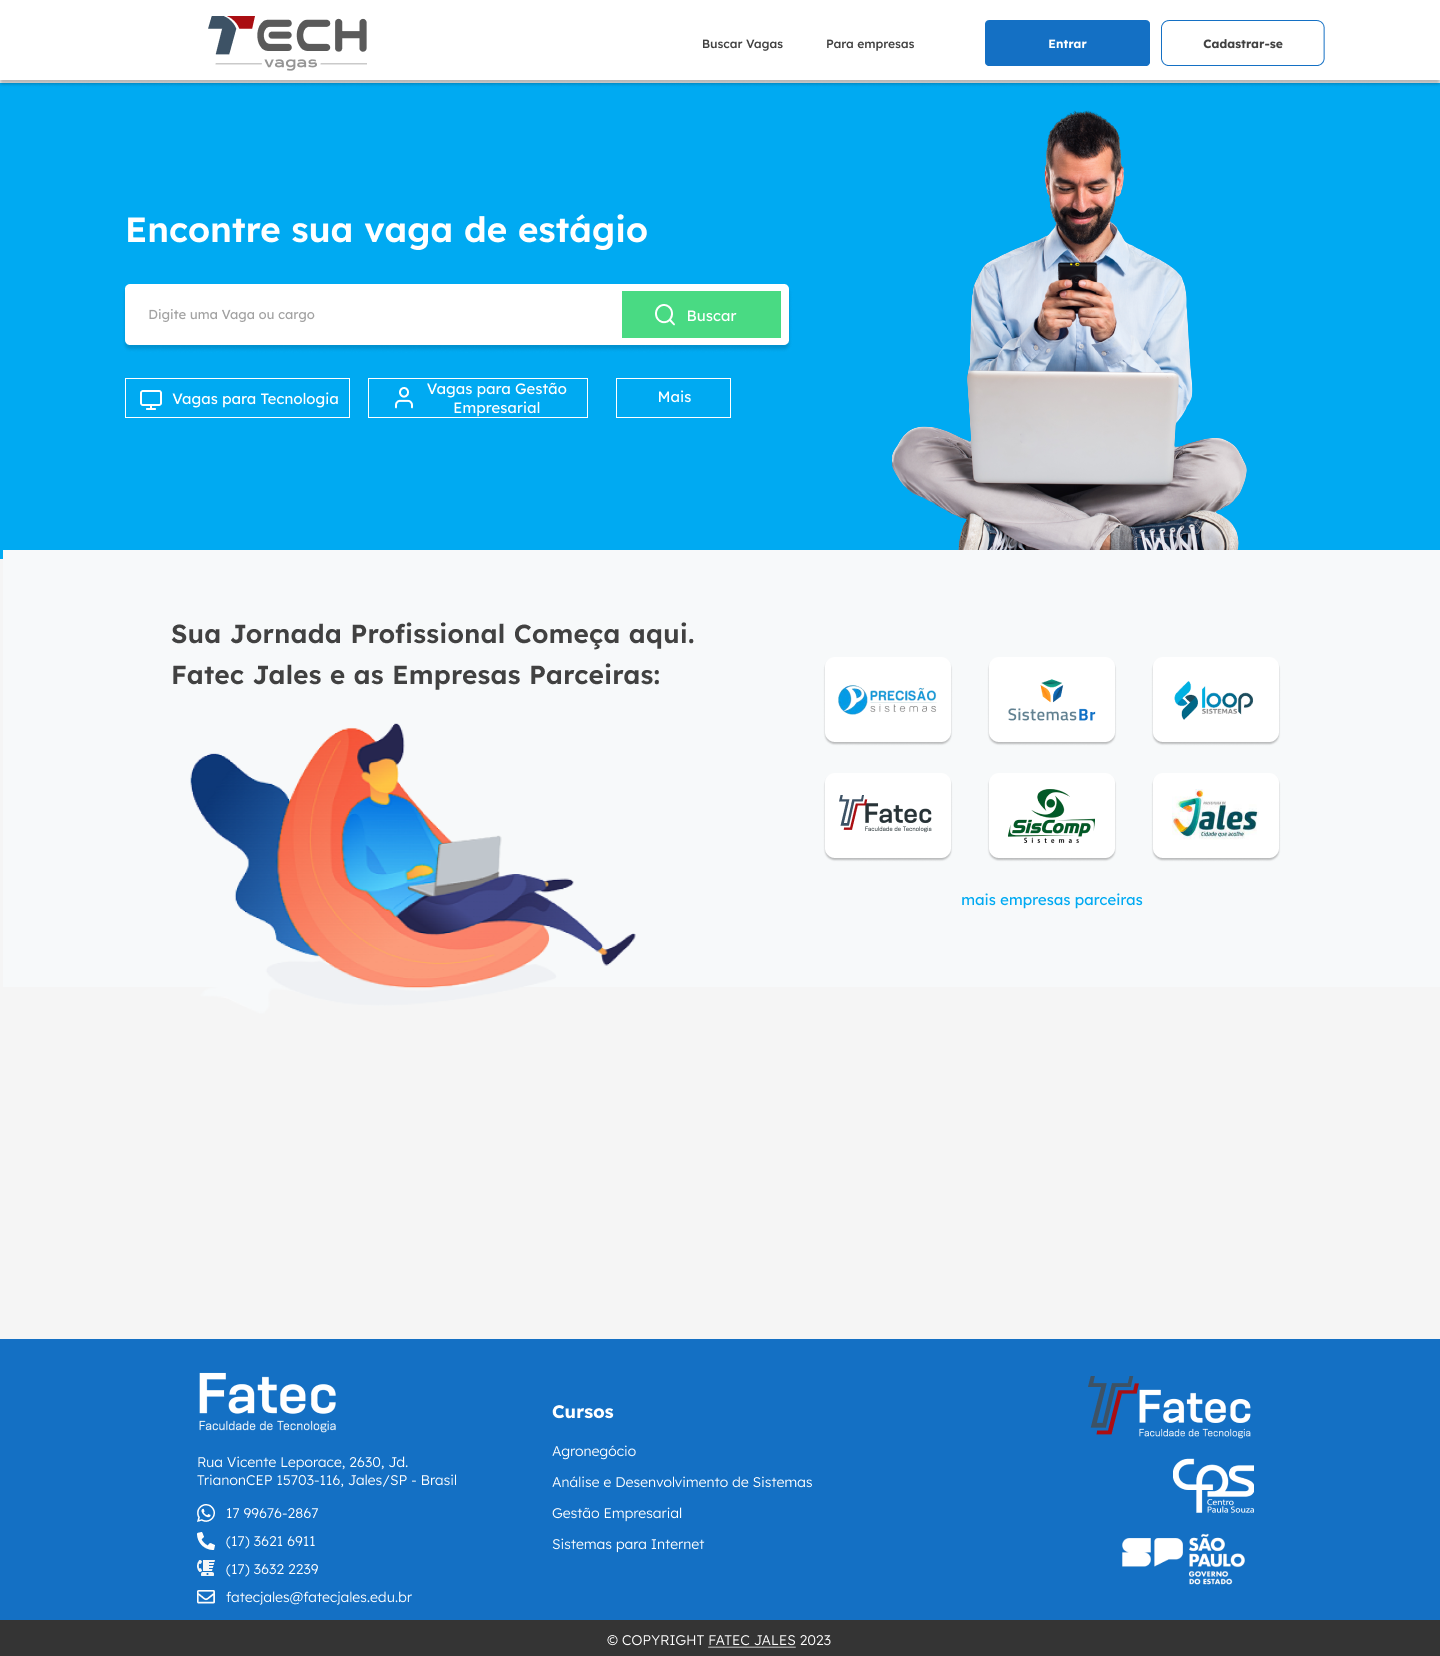 TECH
vagas
Buscar Vagas
Para empresas
Entrar
Cadastrar-se
Encontre sua vaga de estágio
Digite uma Vaga ou cargo
Buscar
Vagas para Tecnologia
Vagas para Gestão
Empresarial
Mais
Sua Jornada Profissional Começa aqui.
Fatec Jales e as Empresas Parceiras:
PRECISÃO
sistemas
SistemasBr
loop
SISTEMAS
Fatec
Faculdade de Tecnologia
SisComp
Sistemas
Jales
Cidade que acolhe
mais empresas parceiras
Fatec
Faculdade de Tecnologia
Rua Vicente Leporace, 2630, Jd.
TrianonCEP 15703-116, Jales/SP - Brasil
17 99676-2867
(17) 3621 6911
(17) 3632 2239
fatecjales@fatecjales.edu.br
Cursos
Agronegócio
Análise e Desenvolvimento de Sistemas
Gestão Empresarial
Sistemas para Internet
Fatec
Faculdade de Tecnologia
cps
Centro
Paula Souza
SP
SÃO
PAULO
GOVERNO
DO ESTADO
© COPYRIGHT FATEC JALES 2023